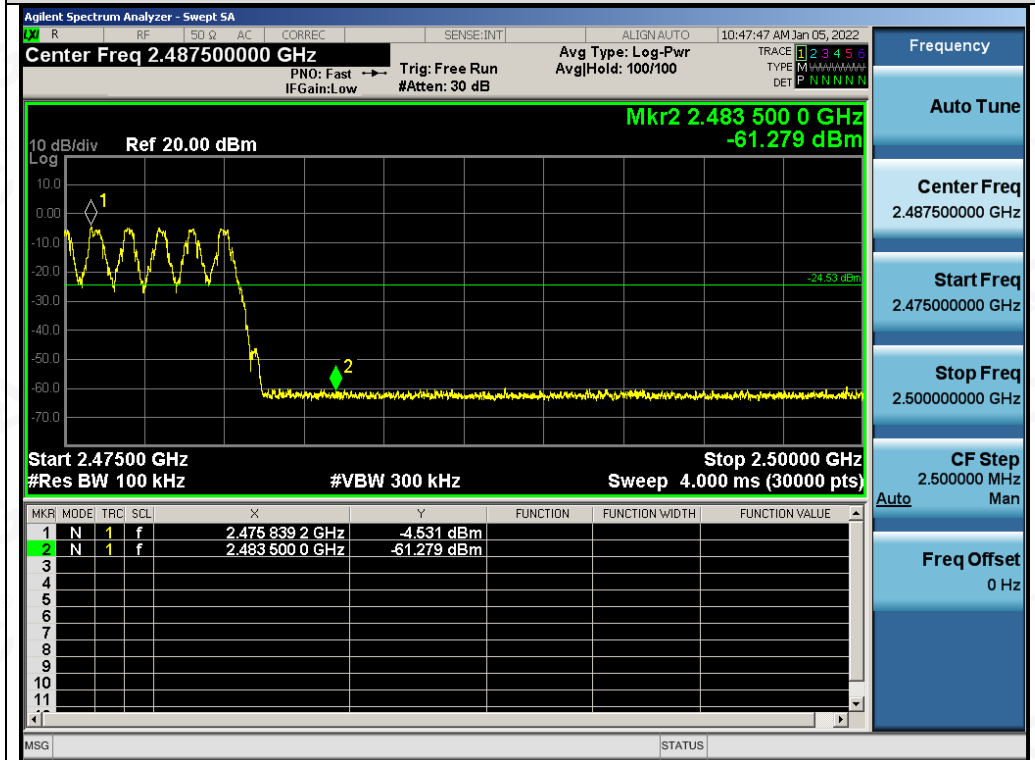 Agilent Spectrum Analyzer - Swept SA
LXI R RF 50 Ω AC CORREC SENSE:INT ALIGN AUTO 10:47:47 AM Jan 05, 2022
Center Freq 2.487500000 GHz
PNO: Fast
IFGain:Low
Trig: Free Run
#Atten: 30 dB
Avg Type: Log-Pwr
Avg|Hold: 100/100
TRACE 1 2 3 4 5 6
TYPE M WWWWW
DET P N N N N N
Mkr2 2.483 500 0 GHz
-61.279 dBm
10 dB/div Ref 20.00 dBm
Log
10.0
0.00
-10.0
-20.0
-30.0
-40.0
-50.0
-60.0
-70.0
1
2
-24.53 dBm
Start 2.47500 GHz Stop 2.50000 GHz
#Res BW 100 kHz #VBW 300 kHz Sweep 4.000 ms (30000 pts)
MKR MODE TRC SCL X Y FUNCTION FUNCTION WIDTH FUNCTION VALUE
1 N 1 f 2.475 839 2 GHz -4.531 dBm
2 N 1 f 2.483 500 0 GHz -61.279 dBm
3
4
5
6
7
8
9
10
11
MSG STATUS
Frequency
Auto Tune
Center Freq
2.487500000 GHz
Start Freq
2.475000000 GHz
Stop Freq
2.500000000 GHz
CF Step
2.500000 MHz
Auto Man
Freq Offset
0 Hz